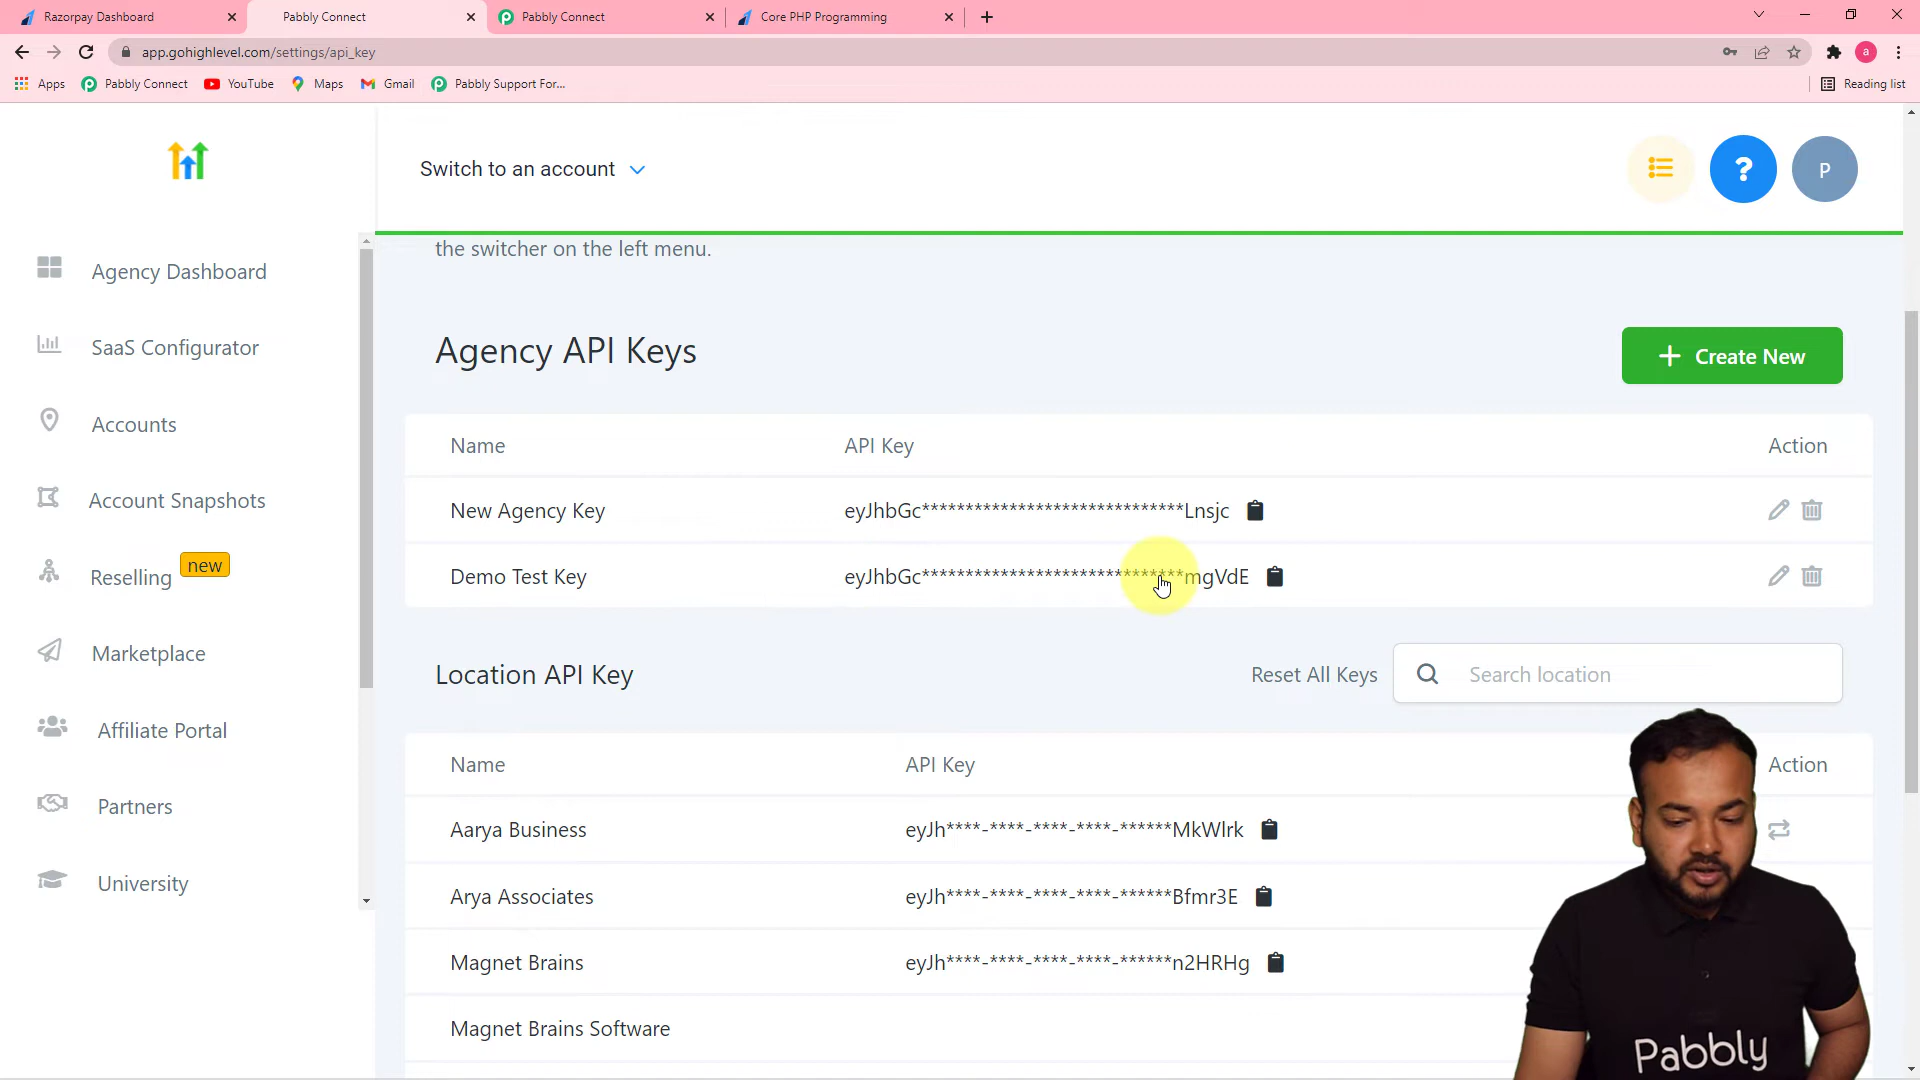 Razorpay Dashboard
Pabbly Connect
Pabbly Connect
Core PHP Programming
app.gohighlevel.com/settings/api_key
a
Apps
Pabbly Connect
YouTube
Maps
Gmail
Pabbly Support For...
Reading list
Switch to an account
?
P
the switcher on the left menu.
Agency Dashboard
SaaS Configurator
Accounts
Account Snapshots
Reselling
new
Marketplace
Affiliate Portal
Partners
University
Agency API Keys
Create New
Name
API Key
Action
New Agency Key
eyJhbGc******************************Lnsjc
Demo Test Key
eyJhbGc******************************mgVdE
Location API Key
Reset All Keys
Search location
Name
API Key
Action
Aarya Business
eyJh****-****-****-****-******MkWlrk
Arya Associates
eyJh****-****-****-****-******Bfmr3E
Magnet Brains
eyJh****-****-****-****-******n2HRHg
Magnet Brains Software
Pabbly